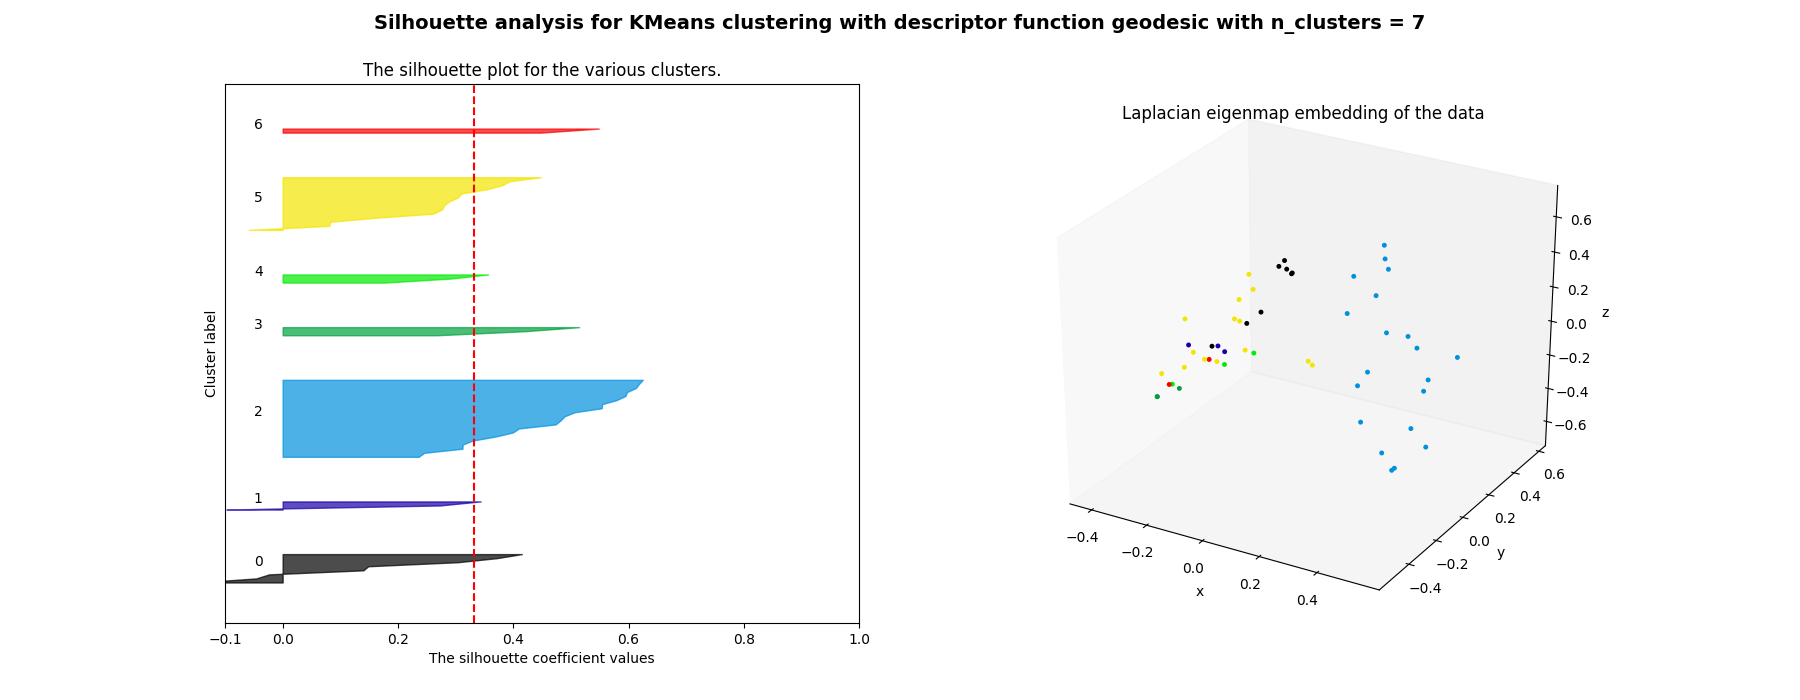 Silhouette analysis for KMeans clustering with descriptor function geodesic with n_clusters = 7
The silhouette plot for the various clusters.
6
5
4
3
2
1
0
Cluster label
−0.1 0.0 0.2 0.4 0.6 0.8 1.0
The silhouette coefficient values
Laplacian eigenmap embedding of the data
0.6
0.4
0.2
0.0
−0.2
−0.4
−0.6
z
0.6
0.4
0.2
0.0
−0.2
−0.4
y
−0.4
−0.2
0.0
0.2
0.4
x